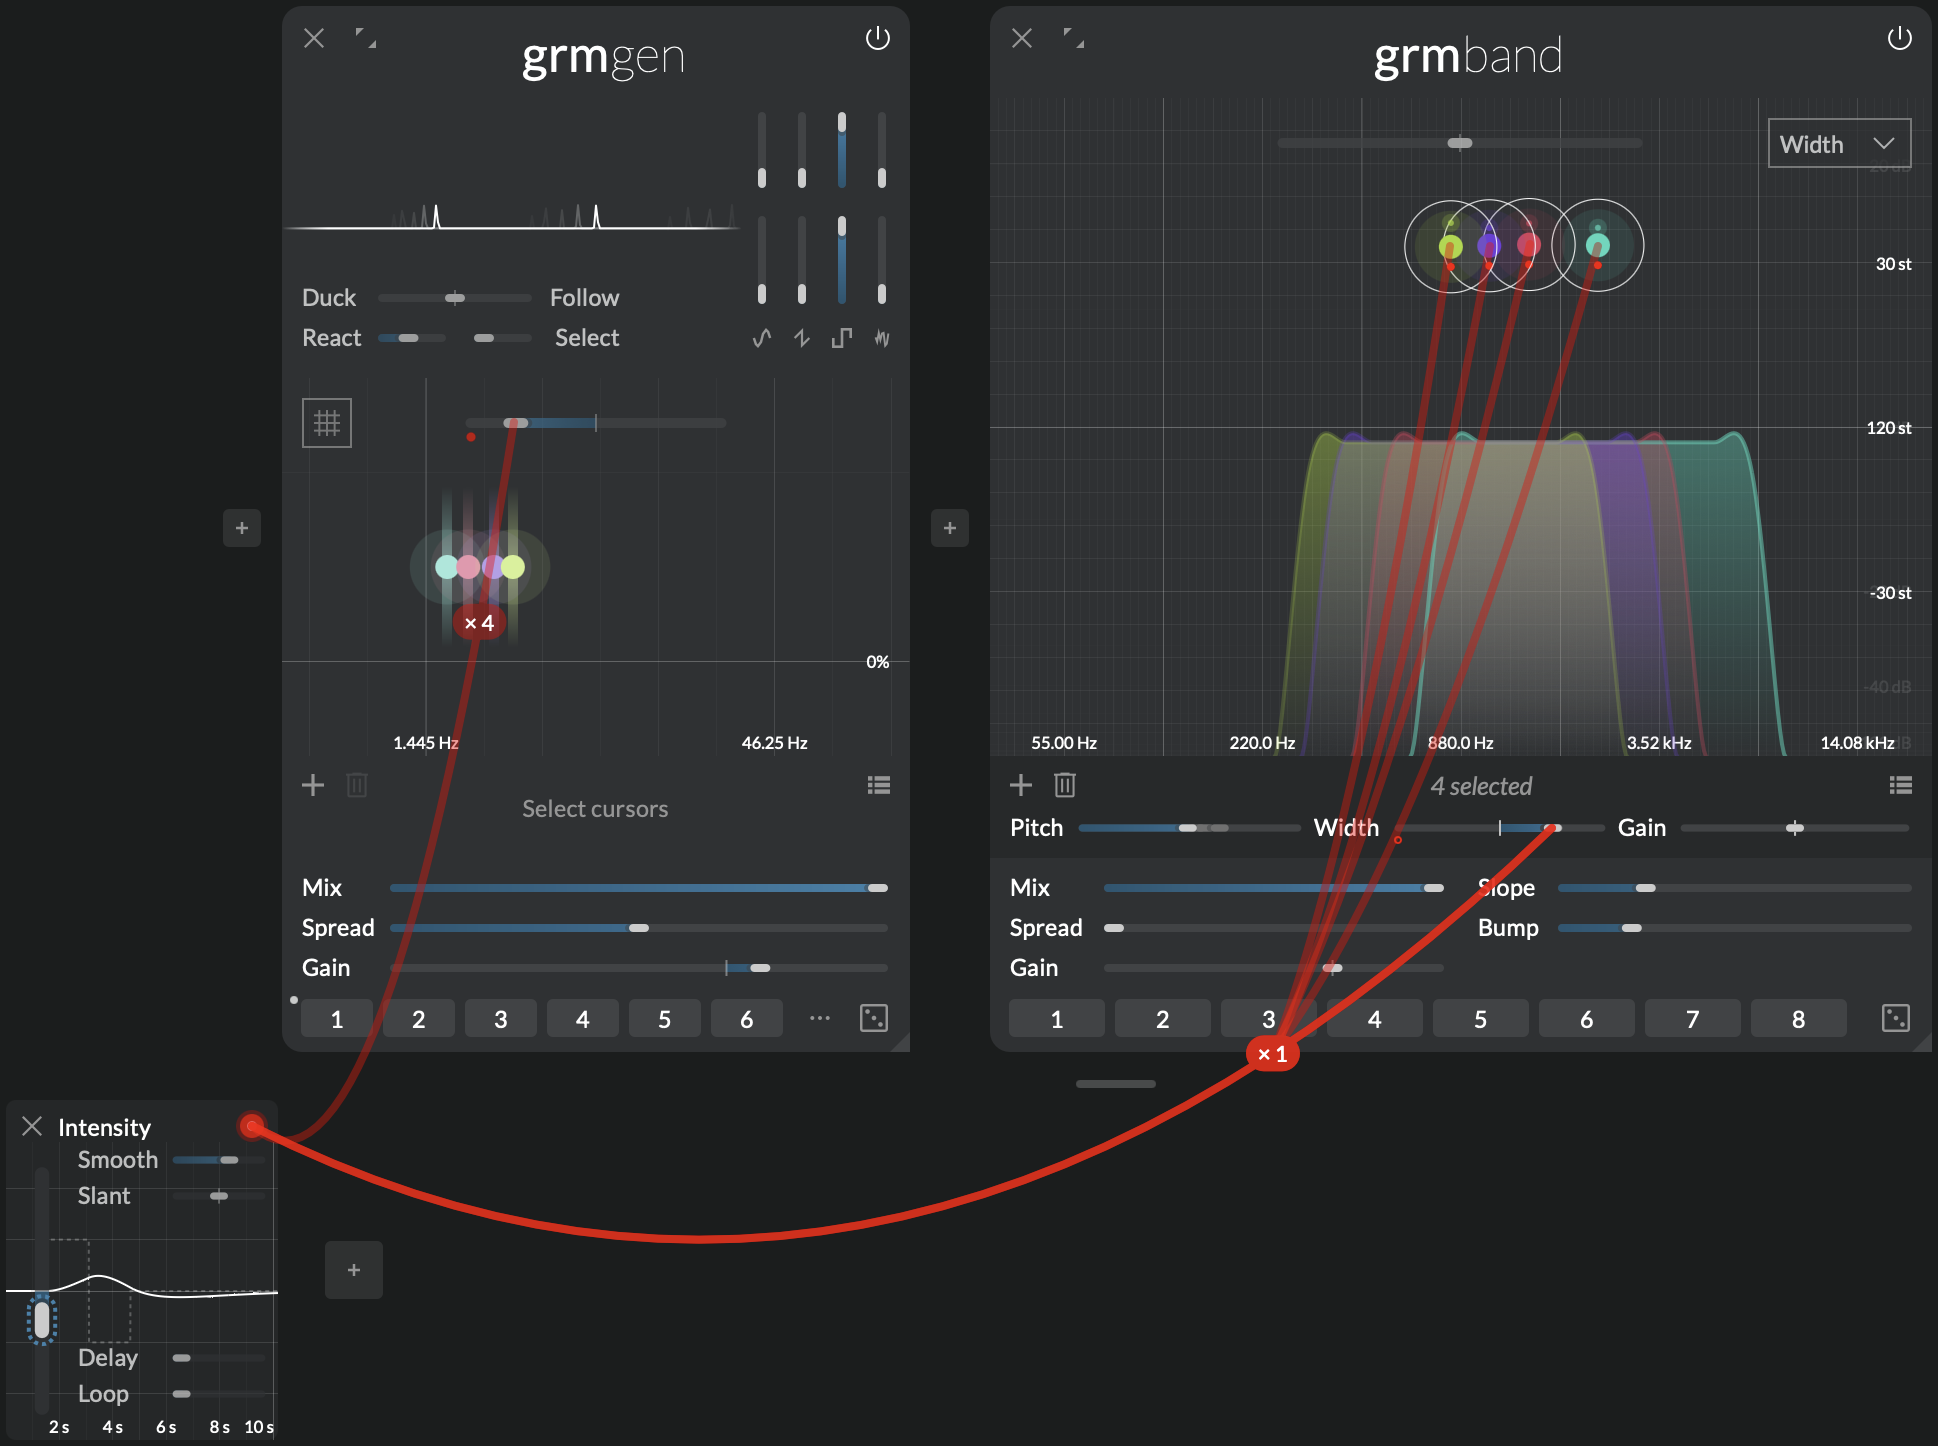 grmgen
Duck
Follow
React
Select
× 4
0%
1.445 Hz
46.25 Hz
Select cursors
Mix
Spread
Gain
1
2
3
4
5
6
...
grmband
Width
20 dB
30 st
120 st
-30 st
-40 dB
55.00 Hz
220.0 Hz
880.0 Hz
3.52 kHz
14.08 kHz
4 selected
Pitch
Width
Gain
Mix
Slope
Spread
Bump
Gain
1
2
3
4
5
6
7
8
× 1
Intensity
Smooth
Slant
Delay
Loop
2 s
4 s
6 s
8 s
10 s